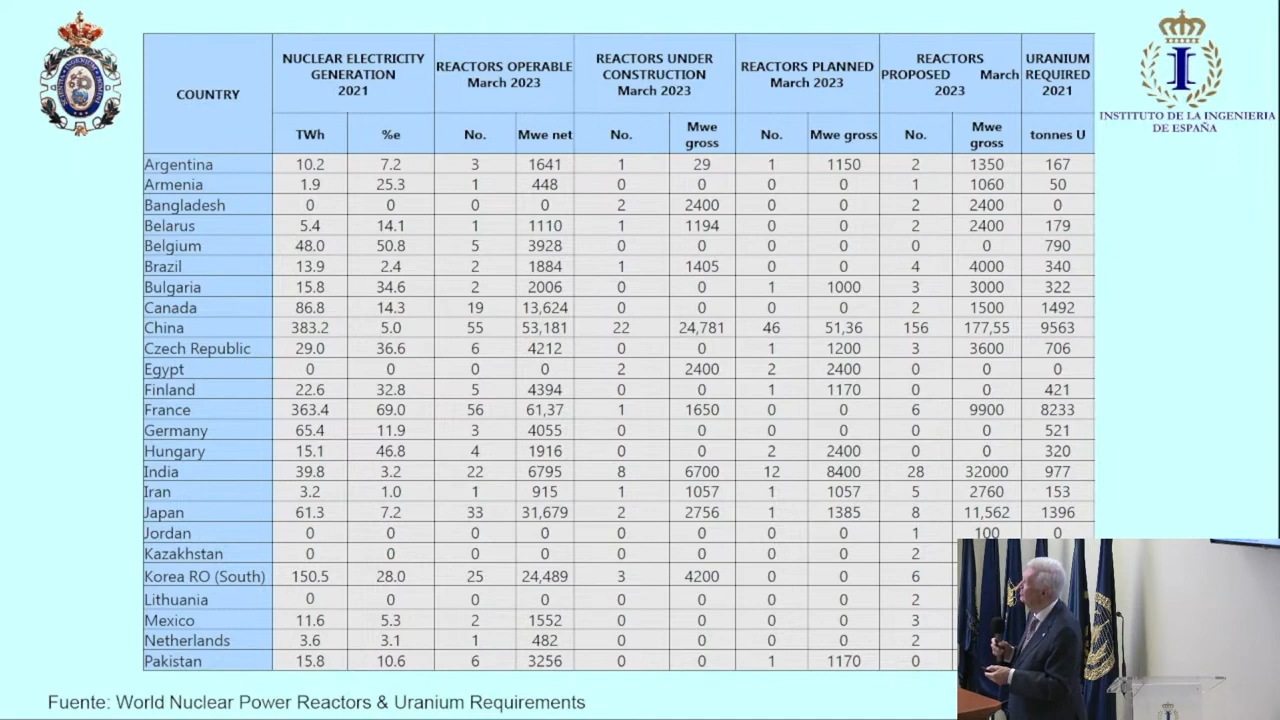 COUNTRY
NUCLEAR ELECTRICITY GENERATION 2021
REACTORS OPERABLE March 2023
REACTORS UNDER CONSTRUCTION March 2023
REACTORS PLANNED March 2023
REACTORS PROPOSED March 2023
URANIUM REQUIRED 2021
INSTITUTO DE LA INGENIERIA
DE ESPAÑA
TWh %e No. Mwe net No. Mwe gross No. Mwe gross No. Mwe gross tonnes U
Argentina 10.2 7.2 3 1641 1 29 1 1150 2 1350 167
Armenia 1.9 25.3 1 448 0 0 0 0 1 1060 50
Bangladesh 0 0 0 0 2 2400 0 0 2 2400 0
Belarus 5.4 14.1 1 1110 1 1194 0 0 2 2400 179
Belgium 48.0 50.8 5 3928 0 0 0 0 0 0 790
Brazil 13.9 2.4 2 1884 1 1405 0 0 4 4000 340
Bulgaria 15.8 34.6 2 2006 0 0 1 1000 3 3000 322
Canada 86.8 14.3 19 13,624 0 0 0 0 2 1500 1492
China 383.2 5.0 55 53,181 22 24,781 46 51,36 156 177,55 9563
Czech Republic 29.0 36.6 6 4212 0 0 1 1200 3 3600 706
Egypt 0 0 0 0 2 2400 2 2400 0 0 0
Finland 22.6 32.8 5 4394 0 0 1 1170 0 0 421
France 363.4 69.0 56 61,37 1 1650 0 0 6 9900 8233
Germany 65.4 11.9 3 4055 0 0 0 0 0 0 521
Hungary 15.1 46.8 4 1916 0 0 2 2400 0 0 320
India 39.8 3.2 22 6795 8 6700 12 8400 28 32000 977
Iran 3.2 1.0 1 915 1 1057 1 1057 5 2760 153
Japan 61.3 7.2 33 31,679 2 2756 1 1385 8 11,562 1396
Jordan 0 0 0 0 0 0 0 0 1 100 0
Kazakhstan 0 0 0 0 0 0 0 0 2
Korea RO (South) 150.5 28.0 25 24,489 3 4200 0 0 6
Lithuania 0 0 0 0 0 0 0 0 2
Mexico 11.6 5.3 2 1552 0 0 0 0 3
Netherlands 3.6 3.1 1 482 0 0 0 0 2
Pakistan 15.8 10.6 6 3256 0 0 1 1170 0
Fuente: World Nuclear Power Reactors & Uranium Requirements